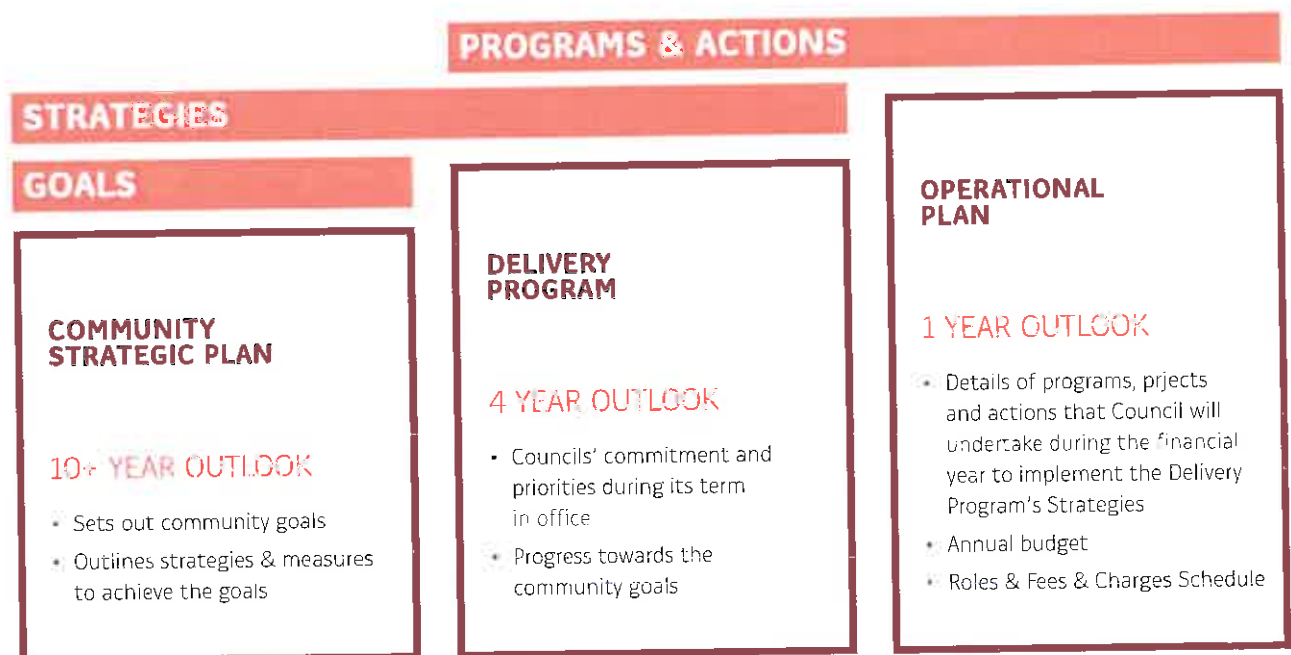 PROGRAMS & ACTIONS
STRATEGIES
GOALS
COMMUNITY
STRATEGIC PLAN
10+ YEAR OUTLOOK
• Sets out community goals
• Outlines strategies & measures
to achieve the goals
DELIVERY
PROGRAM
4 YEAR OUTLOOK
• Councils' commitment and
priorities during its term
in office
• Progress towards the
community goals
OPERATIONAL
PLAN
1 YEAR OUTLOOK
• Details of programs, prjects
and actions that Council will
undertake during the financial
year to implement the Delivery
Program's Strategies
• Annual budget
• Roles & Fees & Charges Schedule